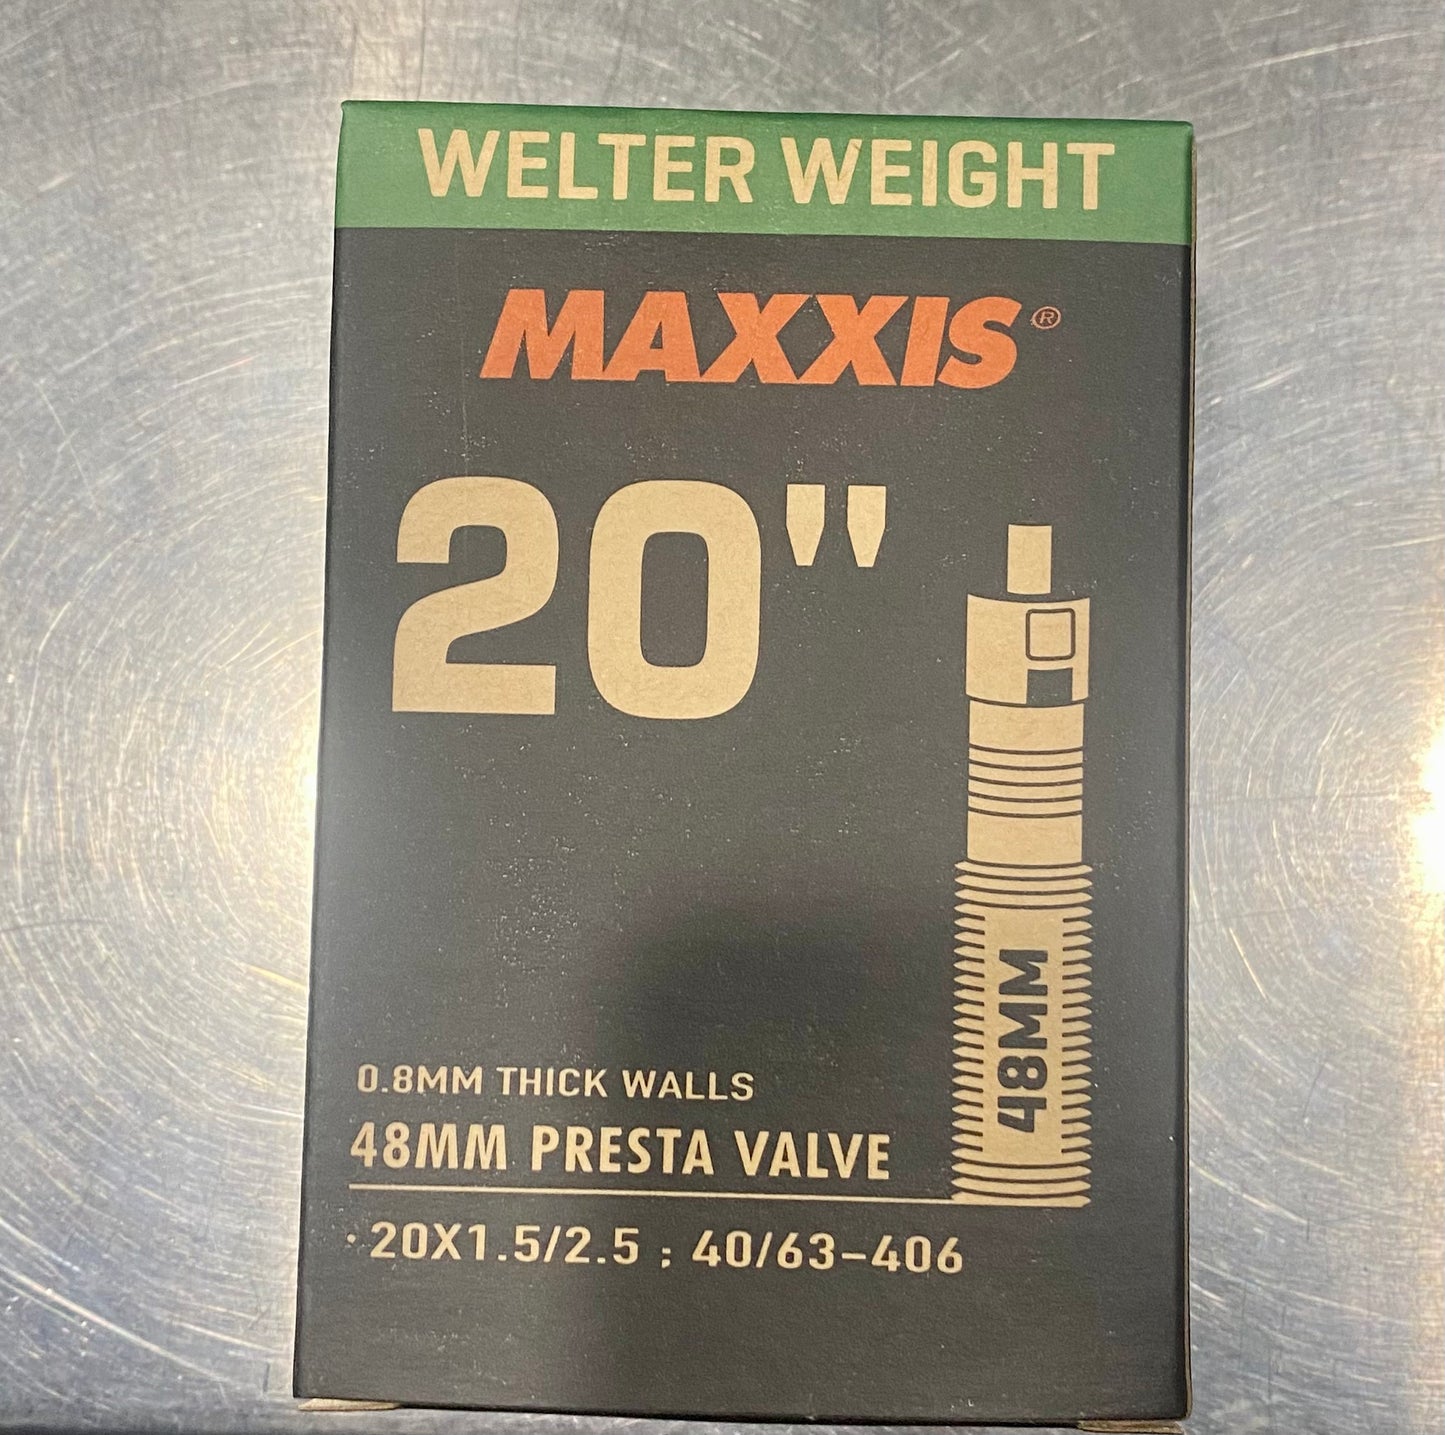 WELTER WEIGHT
MAXXIS®
20"
48MM
0.8MM THICK WALLS
48MM PRESTA VALVE
·20X1.5/2.5 ; 40/63-406